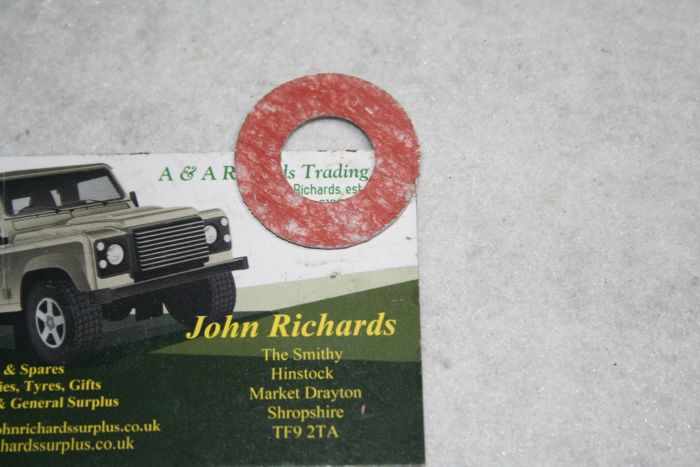 A & A R ds Trading
Richards, est
John Richards
The Smithy
Hinstock
Market Drayton
Shropshire
TF9 2TA
& Spares
ies, Tyres, Gifts
& General Surplus
ohnrichardssurplus.co.uk
hardssurplus.co.uk